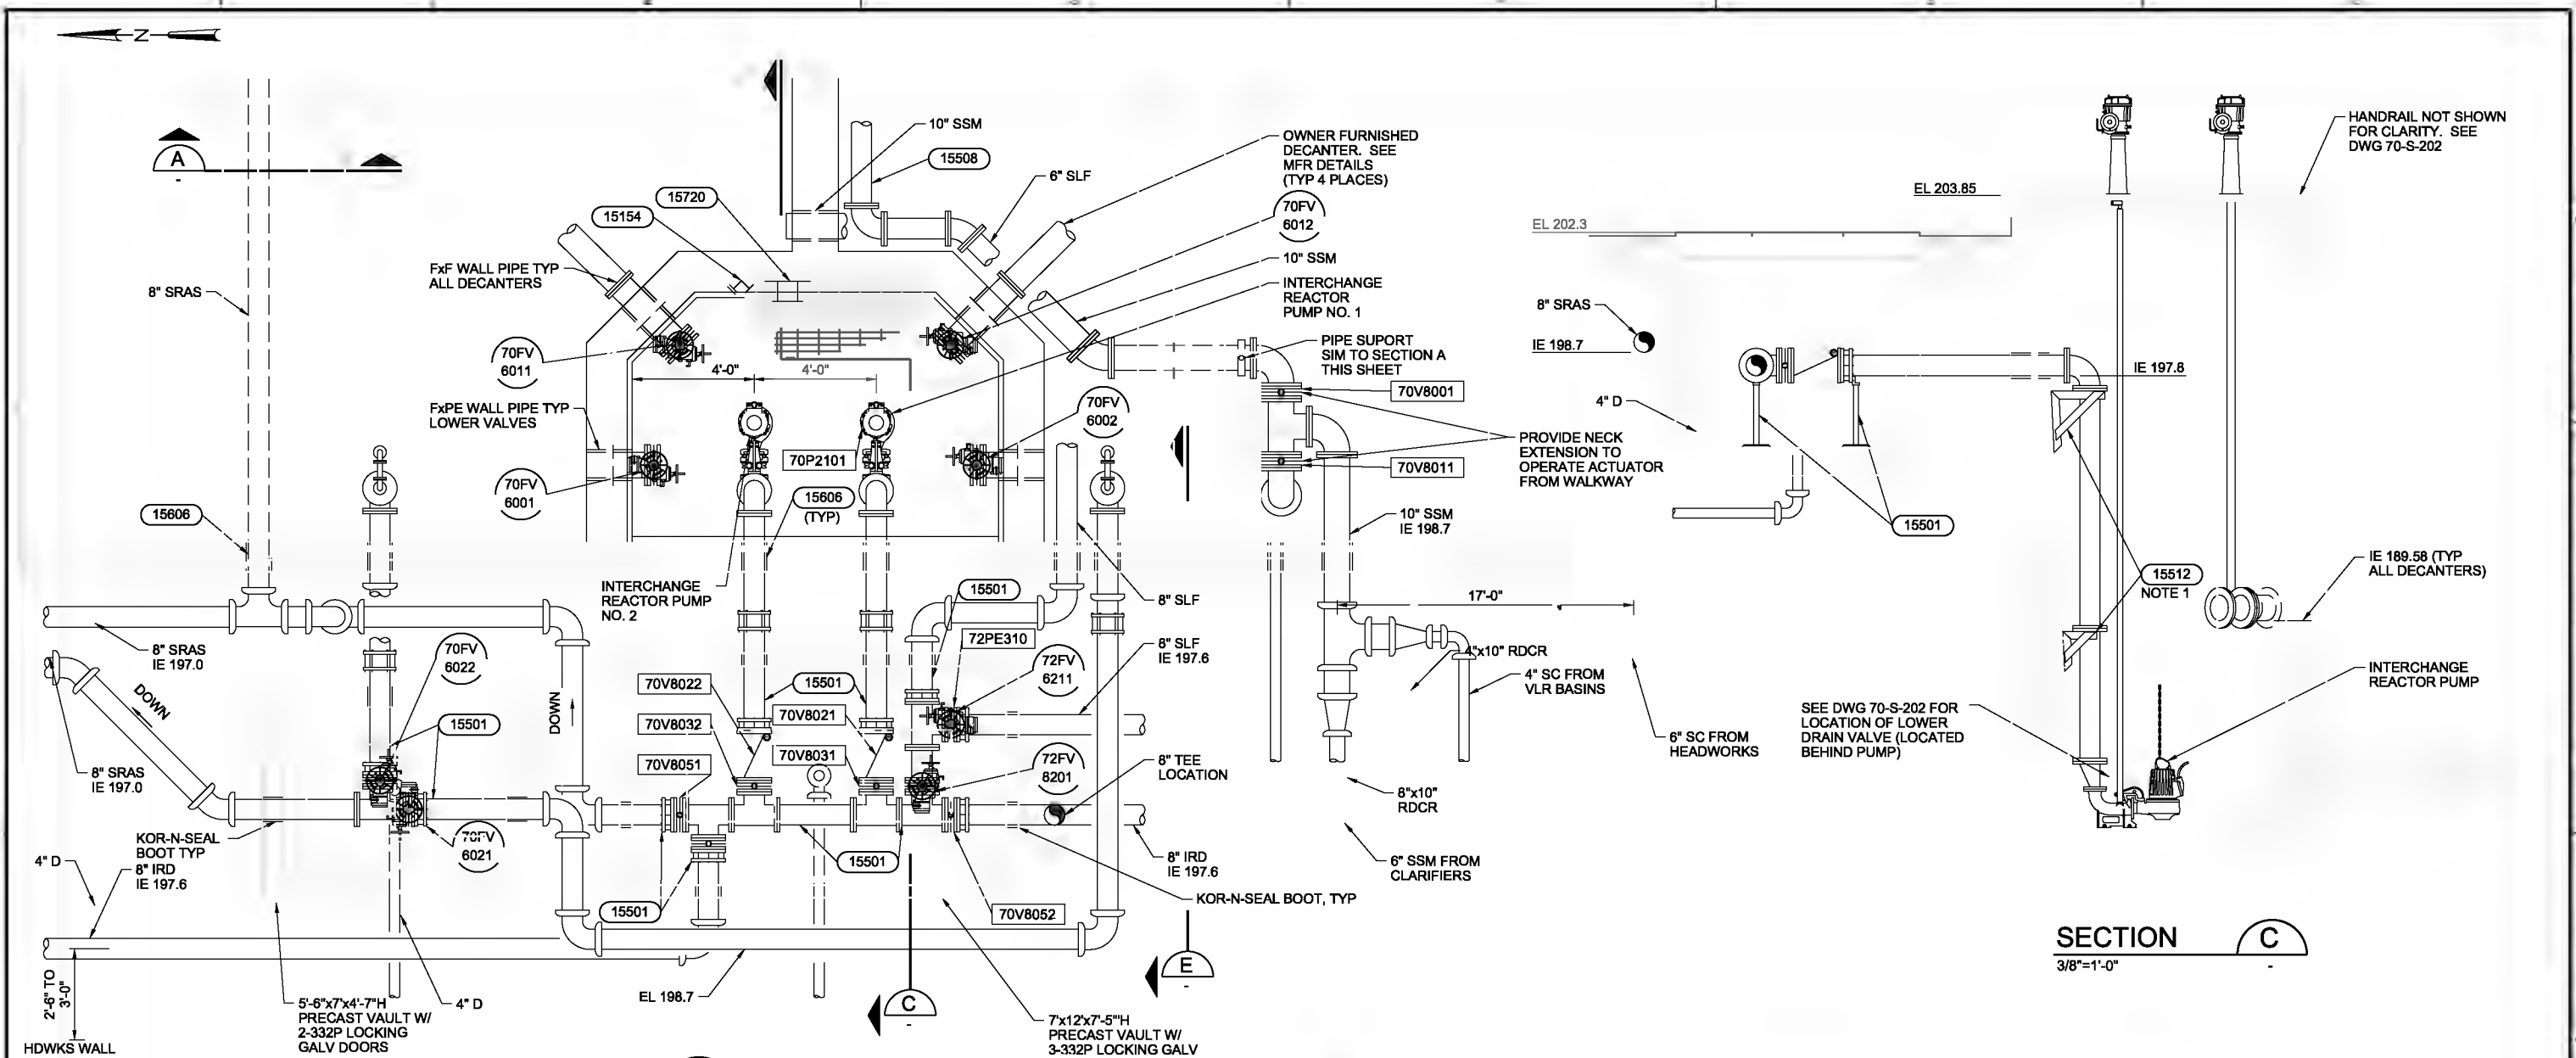 N
A
-
8" SRAS
15606
10" SSM
15508
6" SLF
15720
15154
FxF WALL PIPE TYP
ALL DECANTERS
OWNER FURNISHED
DECANTER. SEE
MFR DETAILS
(TYP 4 PLACES)
70FV
6012
10" SSM
INTERCHANGE
REACTOR
PUMP NO. 1
PIPE SUPORT
SIM TO SECTION A
THIS SHEET
70FV
6011
4'-0"
4'-0"
FxPE WALL PIPE TYP
LOWER VALVES
70FV
6002
70V8001
70P2101
70V8011
PROVIDE NECK
EXTENSION TO
OPERATE ACTUATOR
FROM WALKWAY
70FV
6001
15606
(TYP)
10" SSM
IE 198.7
INTERCHANGE
REACTOR PUMP
NO. 2
15501
8" SLF
17'-0"
8" SRAS
IE 197.0
70FV
6022
72PE310
8" SLF
IE 197.6
72FV
6211
4"x10" RDCR
4" SC FROM
VLR BASINS
DOWN
DOWN
15501
70V8022
15501
70V8032
70V8021
70V8051
70V8031
72FV
8201
8" TEE
LOCATION
6" SC FROM
HEADWORKS
8" SRAS
IE 197.0
8"x10"
RDCR
KOR-N-SEAL
BOOT TYP
70FV
6021
15501
4" D
8" IRD
IE 197.6
8" IRD
IE 197.6
6" SSM FROM
CLARIFIERS
15501
70V8052
KOR-N-SEAL BOOT, TYP
2'-6" TO
3'-0"
HDWKS WALL
5'-6"x7'x4'-7"H
PRECAST VAULT W/
2-332P LOCKING
GALV DOORS
4" D
EL 198.7
C
-
E
-
7'x12'x7'-5"'H
PRECAST VAULT W/
3-332P LOCKING GALV
HANDRAIL NOT SHOWN
FOR CLARITY. SEE
DWG 70-S-202
EL 203.85
EL 202.3
8" SRAS
IE 198.7
IE 197.8
4" D
15501
15512
NOTE 1
IE 189.58 (TYP
ALL DECANTERS)
SEE DWG 70-S-202 FOR
LOCATION OF LOWER
DRAIN VALVE (LOCATED
BEHIND PUMP)
INTERCHANGE
REACTOR PUMP
SECTION C
3/8"=1'-0"
-